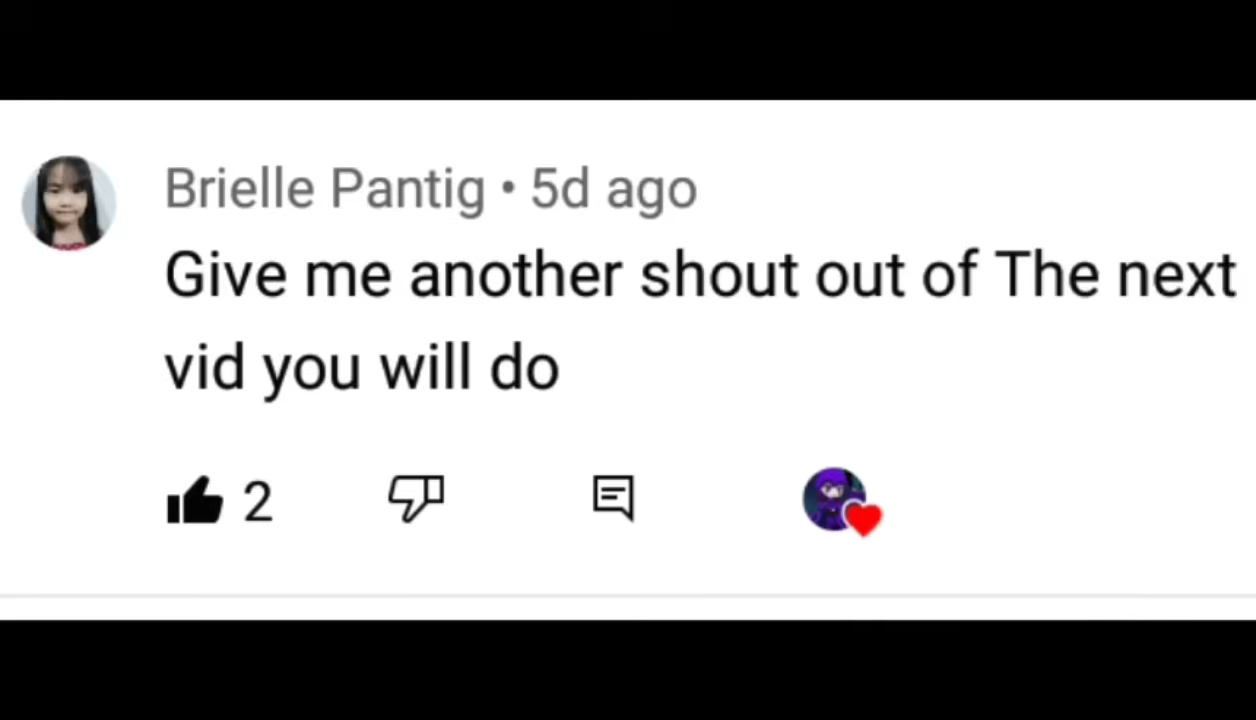 Brielle Pantig • 5d ago
Give me another shout out of The next
vid you will do
2